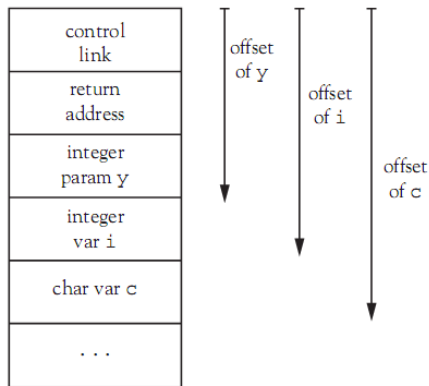 control
link
return
address
integer
param y
integer
var i
char var c
. . .
offset
of y
offset
of i
offset
of c